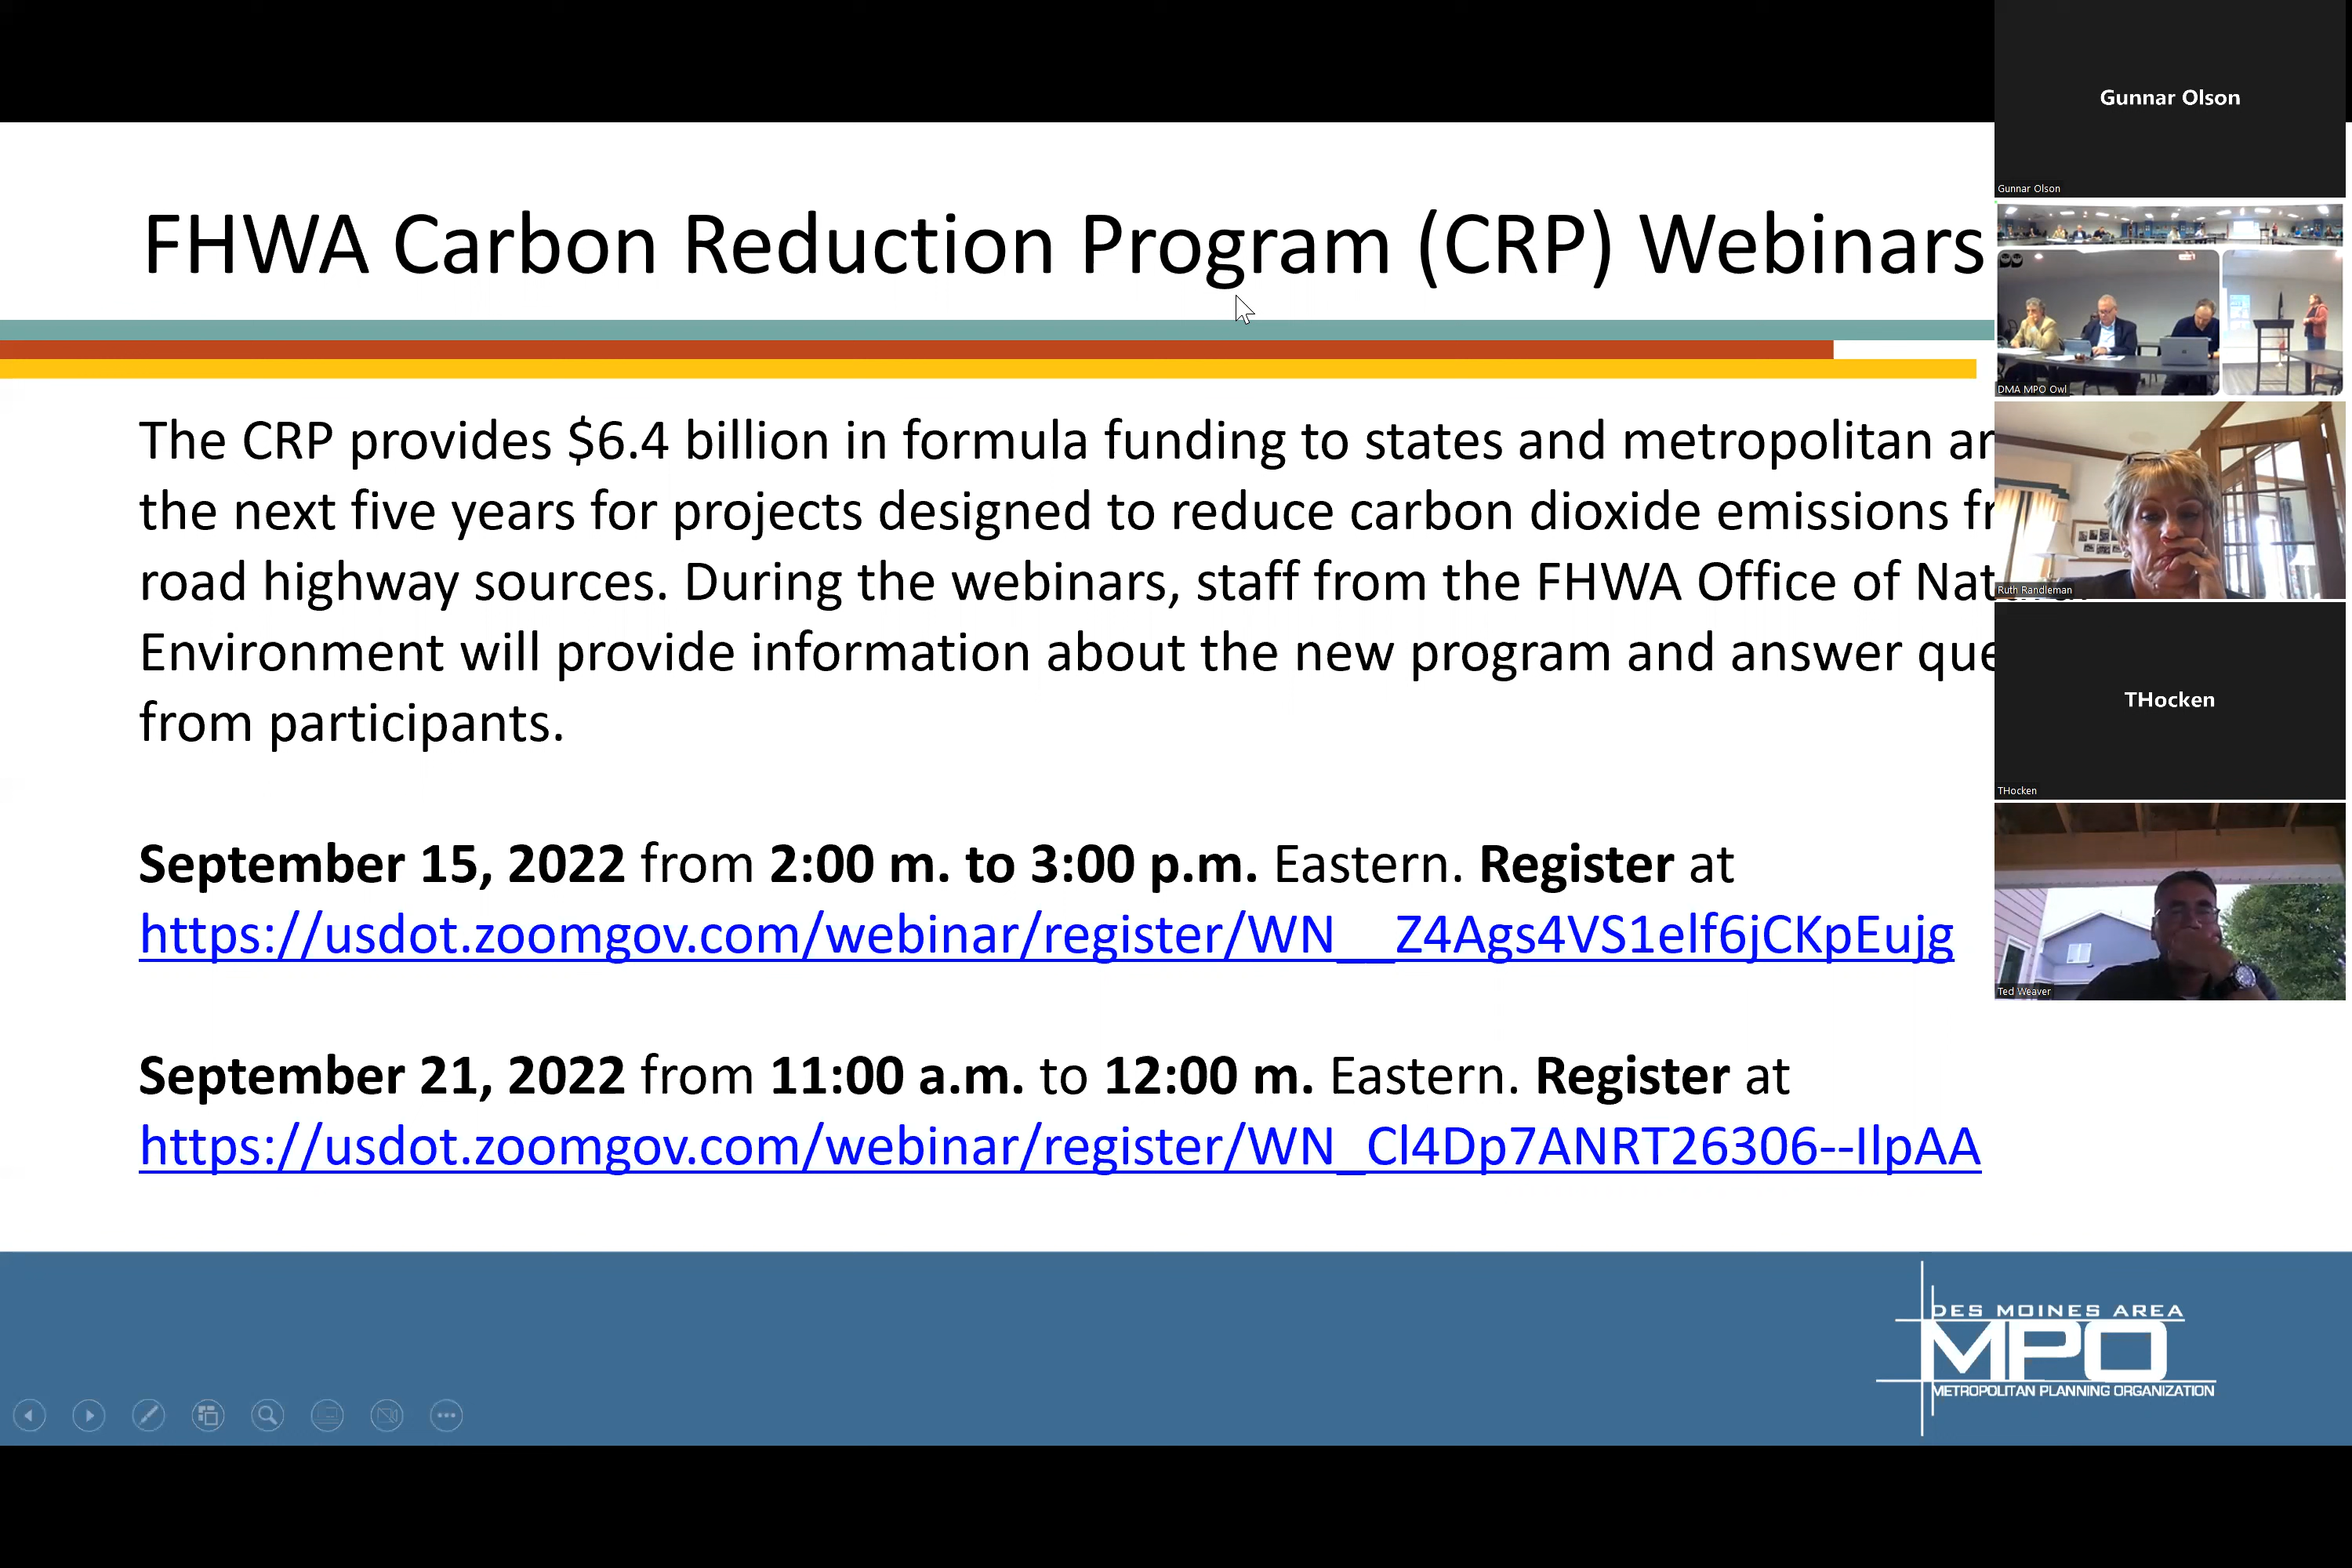 Gunnar Olson
Gunnar Olson
FHWA Carbon Reduction Program (CRP) Webinars
DMA MPO Owl
The CRP provides $6.4 billion in formula funding to states and metropolitan
the next five years for projects designed to reduce carbon dioxide emissions
road highway sources. During the webinars, staff from the FHWA Office of
Ruth Randleman
Environment will provide information about the new program and answer
from participants.
THocken
THocken
September 15, 2022 from 2:00 m. to 3:00 p.m. Eastern. Register at
https://usdot.zoomgov.com/webinar/register/WN__Z4Ags4VS1elf6jCKpEujg
Ted Weaver
September 21, 2022 from 11:00 a.m. to 12:00 m. Eastern. Register at
https://usdot.zoomgov.com/webinar/register/WN_Cl4Dp7ANRT26306--IlpAA
DES MOINES AREA
MPO
METROPOLITAN PLANNING ORGANIZATION